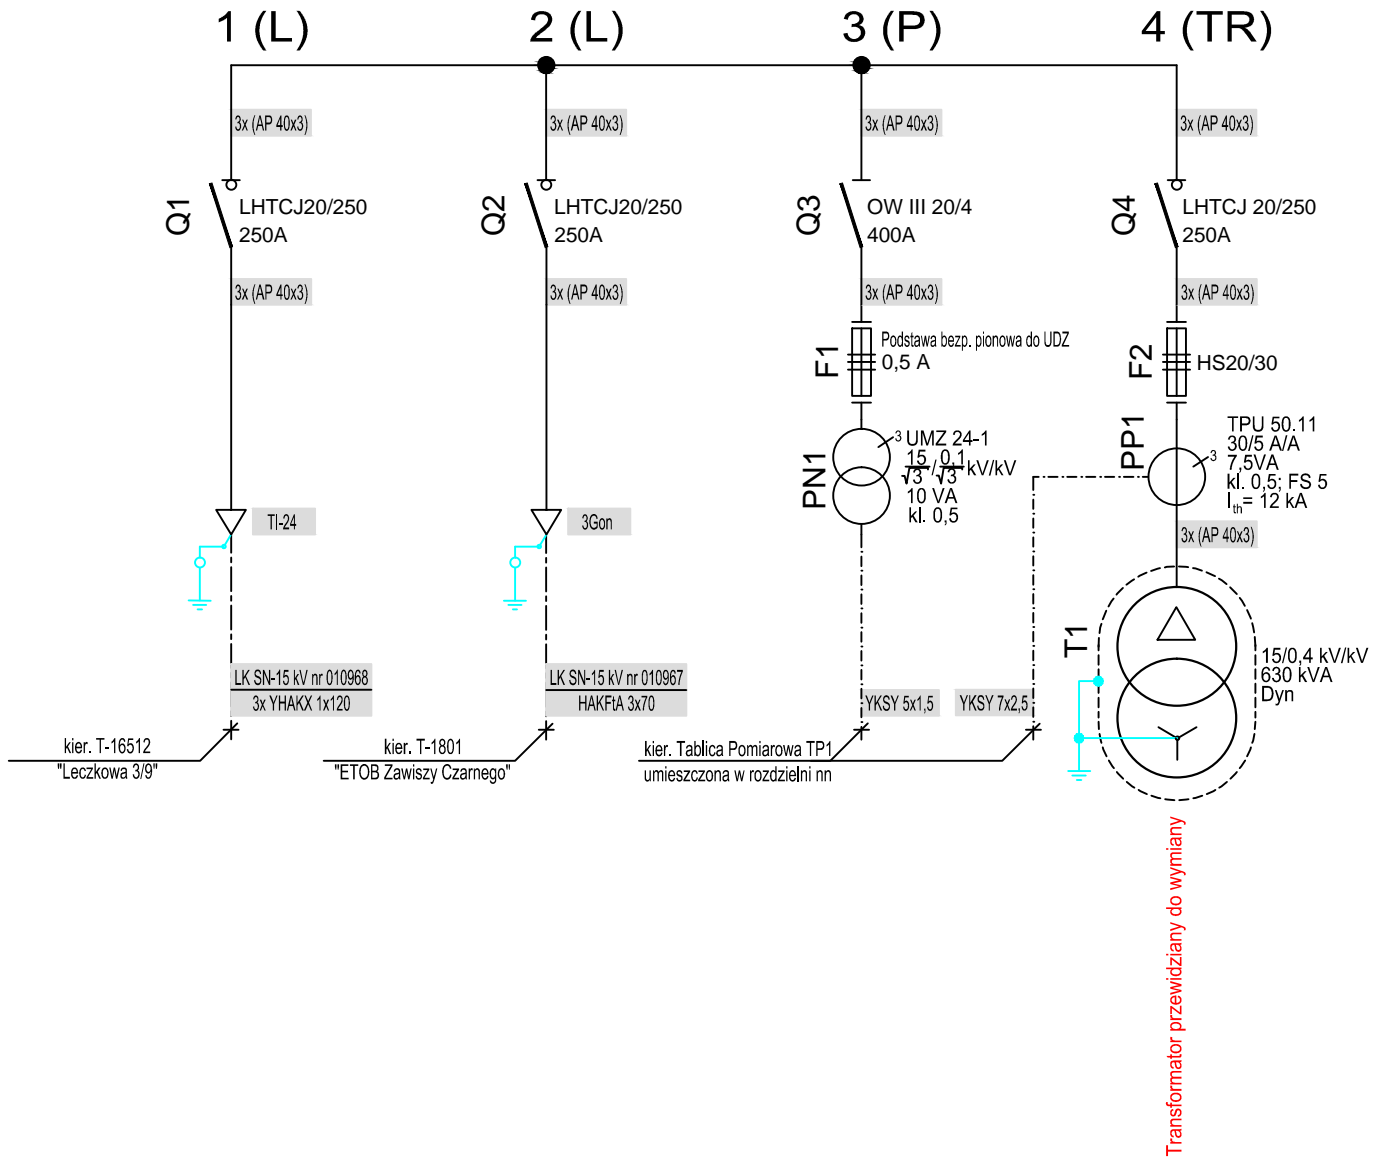 1 (L)
2 (L)
3 (P)
4 (TR)
3x (AP 40x3)
3x (AP 40x3)
3x (AP 40x3)
3x (AP 40x3)
Q1
LHTCJ20/250
250A
Q2
LHTCJ20/250
250A
Q3
OW III 20/4
400A
Q4
LHTCJ 20/250
250A
3x (AP 40x3)
3x (AP 40x3)
3x (AP 40x3)
3x (AP 40x3)
F1
Podstawa bezp. pionowa do UDZ
0,5 A
F2
HS20/30
PN1
3
UMZ 24-1
15/√3 / 0,1/√3 kV/kV
10 VA
kl. 0,5
PP1
3
TPU 50.11
30/5 A/A
7,5VA
kl. 0,5; FS 5
Ith= 12 kA
3x (AP 40x3)
TI-24
3Gon
T1
15/0,4 kV/kV
630 kVA
Dyn
LK SN-15 kV nr 010968
3x YHAKX 1x120
LK SN-15 kV nr 010967
HAKFtA 3x70
YKSY 5x1,5
YKSY 7x2,5
kier. T-16512
"Leczkowa 3/9"
kier. T-1801
"ETOB Zawiszy Czarnego"
kier. Tablica Pomiarowa TP1
umieszczona w rozdzielni nn
Transformator przewidziany do wymiany